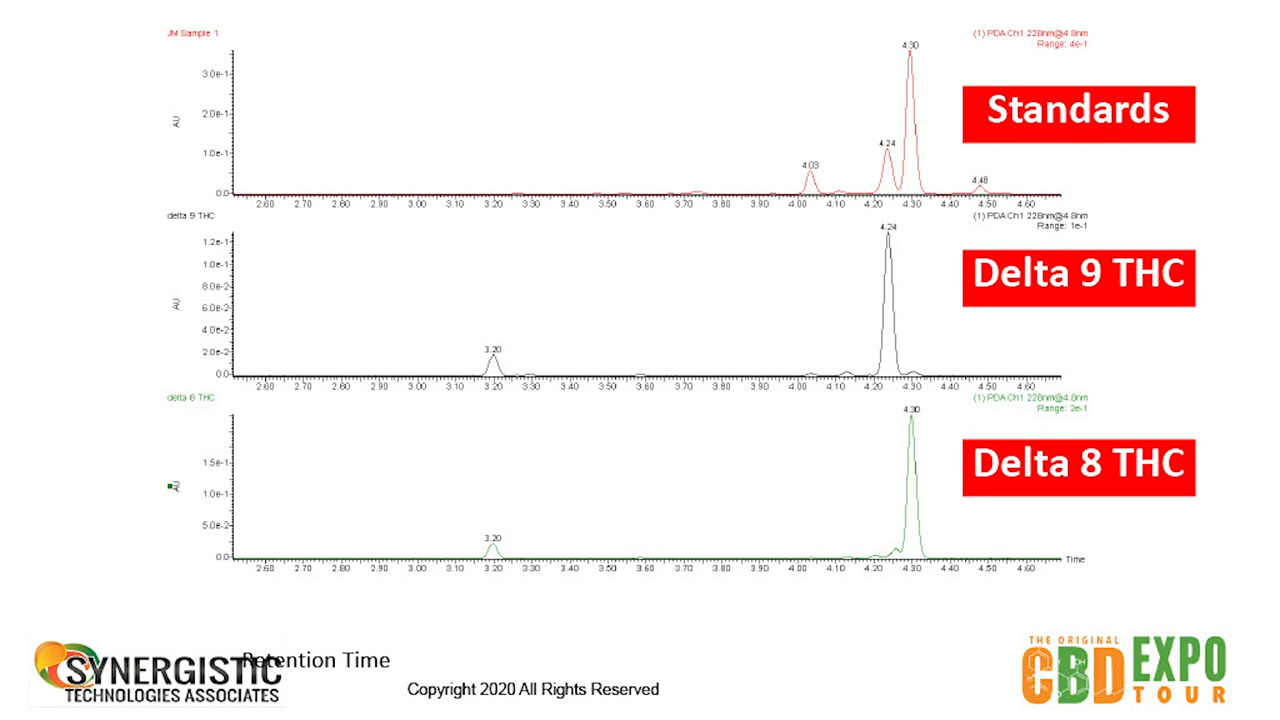 JM Sample 1
(1) PDA Ch1 228nm@4.8nm
Range: 4e-1
4.30
3.0e-1
Standards
AU
2.0e-1
4.24
1.0e-1
4.03
4.48
0.0
2.60 2.70 2.80 2.90 3.00 3.10 3.20 3.30 3.40 3.50 3.60 3.70 3.80 3.90 4.00 4.10 4.20 4.30 4.40 4.50 4.60
delta 9 THC
(1) PDA Ch1 228nm@4.8nm
Range: 1e-1
4.24
1.2e-1
1.0e-1
Delta 9 THC
8.0e-2
AU
6.0e-2
4.0e-2
3.20
2.0e-2
0.0
2.60 2.70 2.80 2.90 3.00 3.10 3.20 3.30 3.40 3.50 3.60 3.70 3.80 3.90 4.00 4.10 4.20 4.30 4.40 4.50 4.60
delta 8 THC
(1) PDA Ch1 228nm@4.8nm
Range: 2e-1
4.30
1.5e-1
Delta 8 THC
AU
1.0e-1
5.0e-2
3.20
0.0
Time
2.60 2.70 2.80 2.90 3.00 3.10 3.20 3.30 3.40 3.50 3.60 3.70 3.80 3.90 4.00 4.10 4.20 4.30 4.40 4.50 4.60
SYNERGISTIC
TECHNOLOGIES ASSOCIATES
Retention Time
Copyright 2020 All Rights Reserved
THE ORIGINAL
CBD EXPO
TOUR